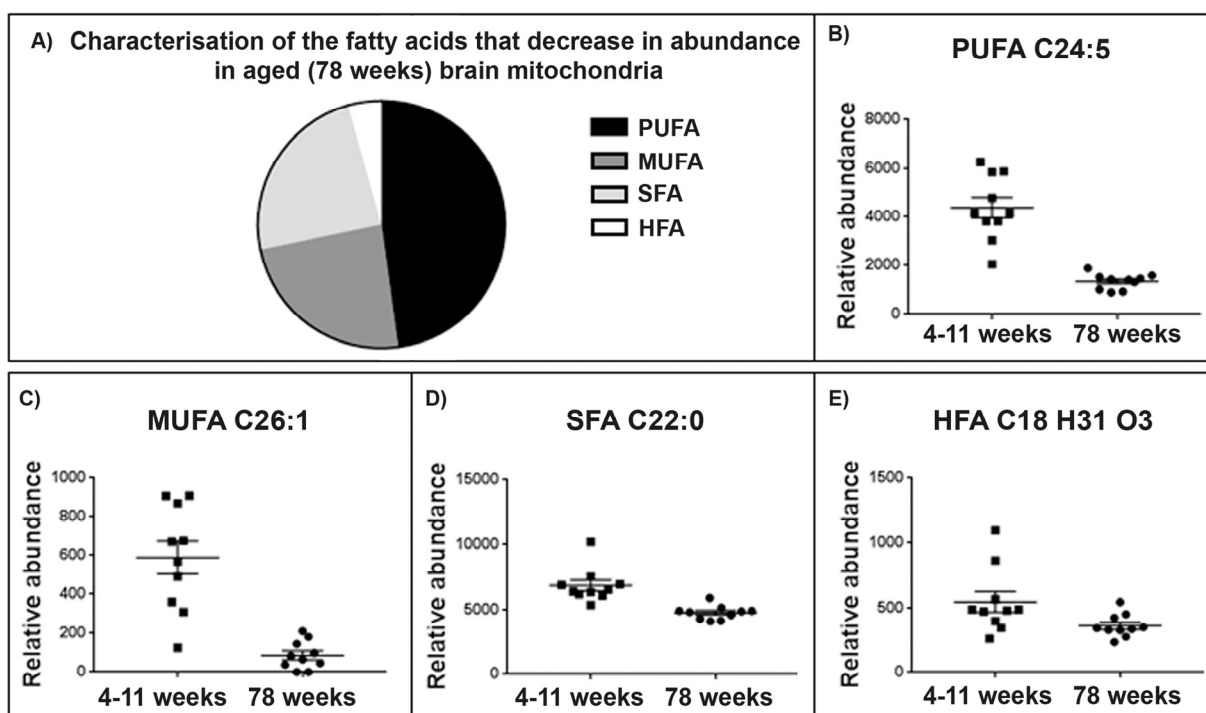 A) Characterisation of the fatty acids that decrease in abundance
in aged (78 weeks) brain mitochondria
PUFA
MUFA
SFA
HFA
B)
PUFA C24:5
Relative abundance
8000
6000
4000
2000
0
4-11 weeks 78 weeks
C)
MUFA C26:1
Relative abundance
1000
800
600
400
200
0
4-11 weeks 78 weeks
D)
SFA C22:0
Relative abundance
15000
10000
5000
0
4-11 weeks 78 weeks
E)
HFA C18 H31 O3
Relative abundance
1500
1000
500
0
4-11 weeks 78 weeks